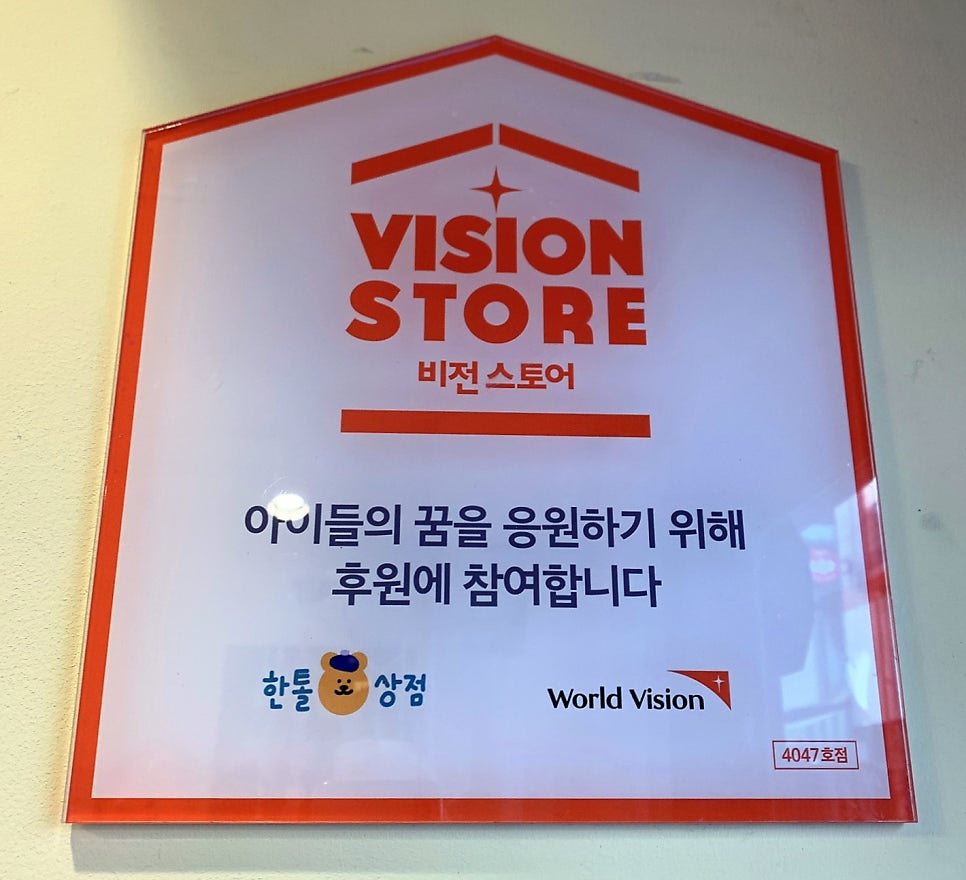 VISION
STORE
비전 스토어
아이들의 꿈을 응원하기 위해
후원에 참여합니다
한톨 상점
World Vision
4047호점